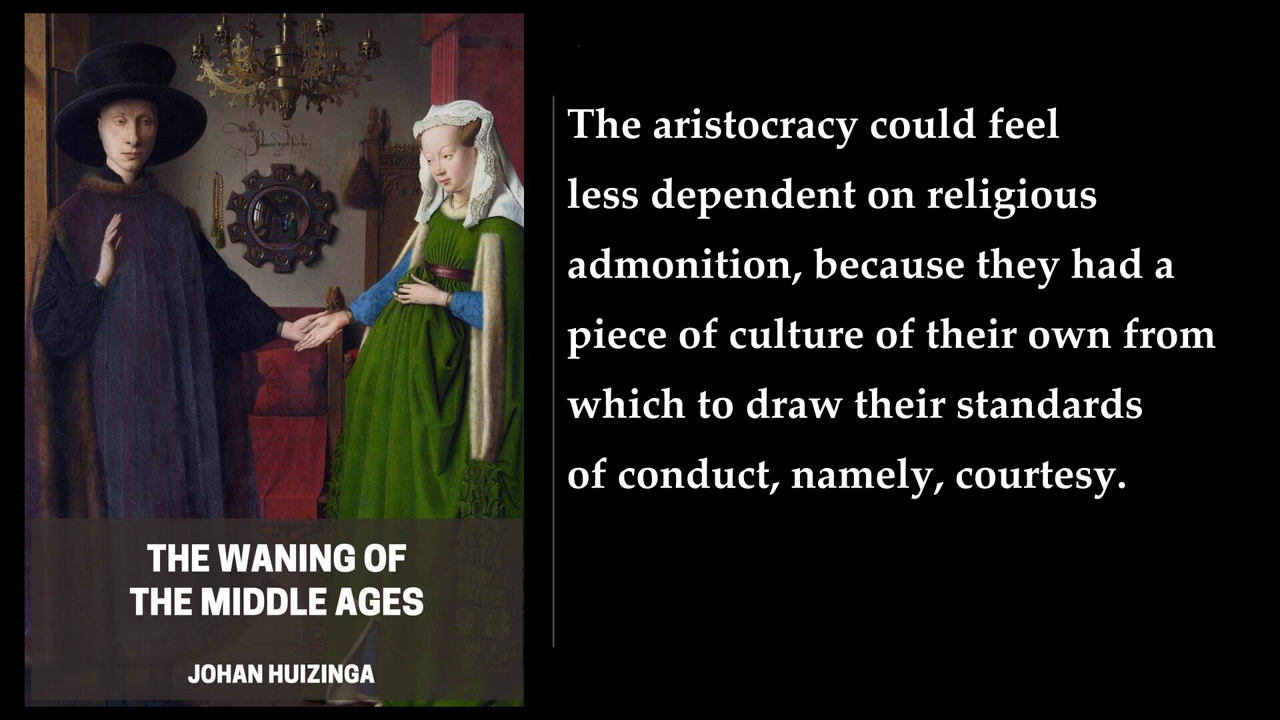 THE WANING OF
THE MIDDLE AGES
JOHAN HUIZINGA
The aristocracy could feel
less dependent on religious
admonition, because they had a
piece of culture of their own from
which to draw their standards
of conduct, namely, courtesy.